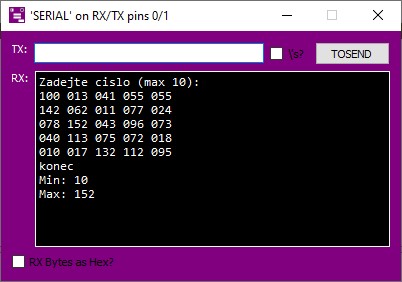 'SERIAL' on RX/TX pins 0/1
TX:
\'s?
TOSEND
RX:
Zadejte cislo (max 10):
100 013 041 055 055
142 062 011 077 024
078 152 043 096 073
040 113 075 072 018
010 017 132 112 095
konec
Min: 10
Max: 152
RX Bytes as Hex?